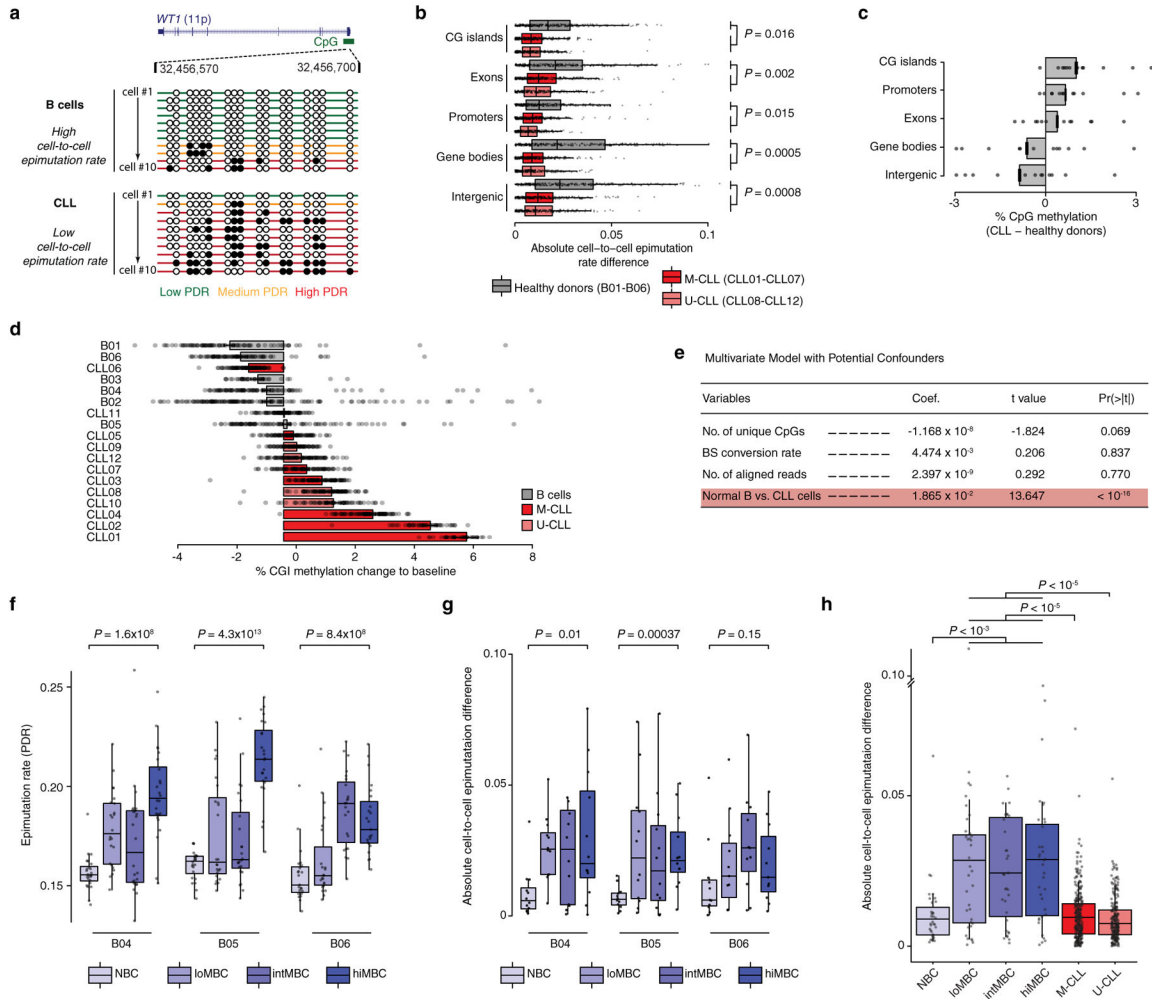 a
WT1 (11p)
CpG
32,456,570
32,456,700
B cells
High
cell-to-cell
epimutation rate
cell #1
cell #10
CLL
Low
cell-to-cell
epimutation rate
cell #1
cell #10
Low PDR
Medium PDR
High PDR
b
CG islands
Exons
Promoters
Gene bodies
Intergenic
P = 0.016
P = 0.002
P = 0.015
P = 0.0005
P = 0.0008
0
0.05
0.1
Absolute cell−to−cell epimutation
rate difference
Healthy donors (B01-B06)
M-CLL (CLL01-CLL07)
U-CLL (CLL08-CLL12)
c
CG islands
Promoters
Exons
Gene bodies
Intergenic
-3
0
3
% CpG methylation
(CLL − healthy donors)
d
B01
B06
CLL06
B03
B04
B02
CLL11
B05
CLL05
CLL09
CLL12
CLL07
CLL03
CLL08
CLL10
CLL04
CLL02
CLL01
B cells
M-CLL
U-CLL
-4
-2
0
2
4
6
8
% CGI methylation change to baseline
e
Multivariate Model with Potential Confounders
Variables Coef. t value Pr(>|t|)
No. of unique CpGs −−−−−− -1.168 x 10⁻⁸ -1.824 0.069
BS conversion rate −−−−−− 4.474 x 10⁻³ 0.206 0.837
No. of aligned reads −−−−−− 2.397 x 10⁻⁹ 0.292 0.770
Normal B vs. CLL cells −−−−−− 1.865 x 10⁻² 13.647 < 10⁻¹⁶
f
P = 1.6x10⁸
P = 4.3x10¹³
P = 8.4x10⁸
Epimutation rate (PDR)
0.25
0.20
0.15
B04
B05
B06
NBC
loMBC
intMBC
hiMBC
g
P = 0.01
P = 0.00037
P = 0.15
Absolute cell-to-cell epimutataion difference
0.10
0.05
0
B04
B05
B06
NBC
loMBC
intMBC
hiMBC
h
P < 10⁻⁵
P < 10⁻⁵
P < 10⁻³
Absolute cell-to-cell epimutataion difference
0.10
0.05
0
NBC
loMBC
intMBC
hiMBC
M-CLL
U-CLL